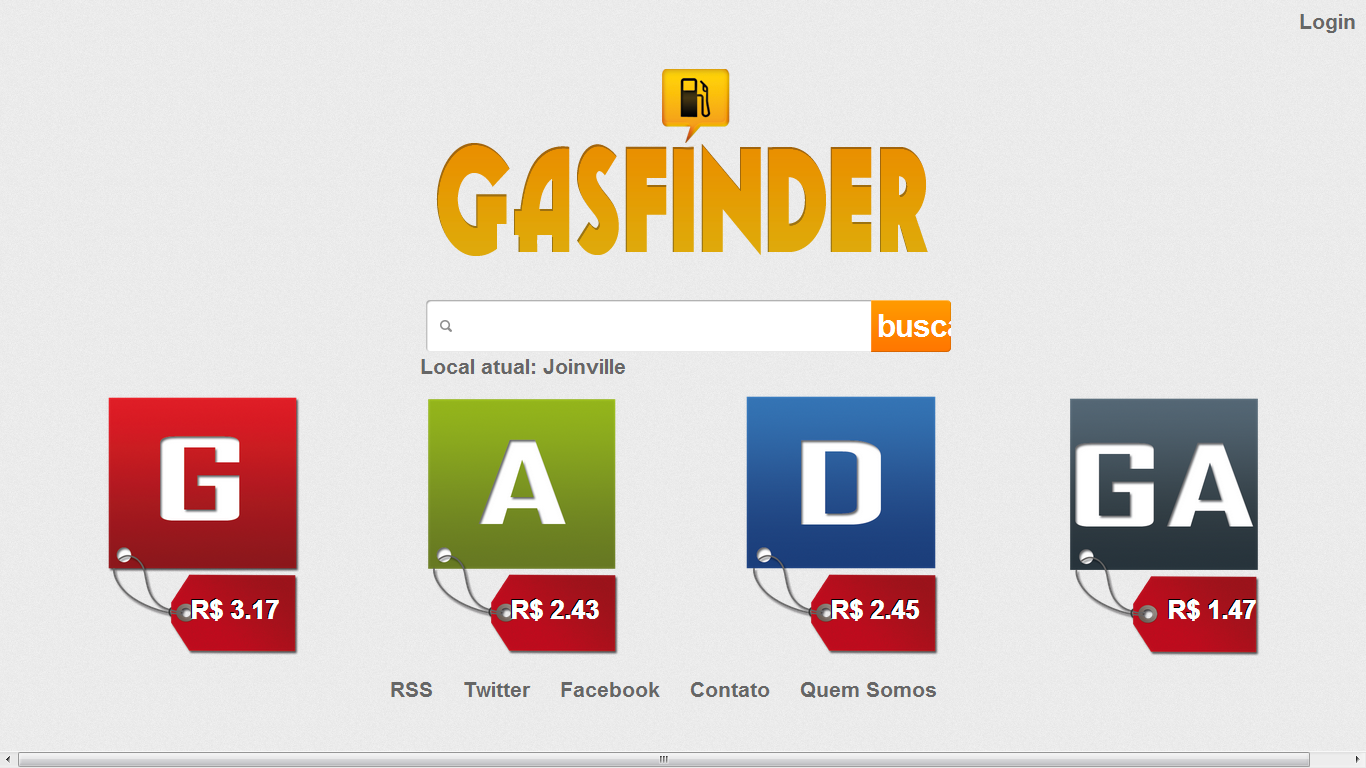 Login
GASFÍNDER
busca
Local atual: Joinville
G
A
D
GA
R$ 3.17
R$ 2.43
R$ 2.45
R$ 1.47
RSS
Twitter
Facebook
Contato
Quem Somos